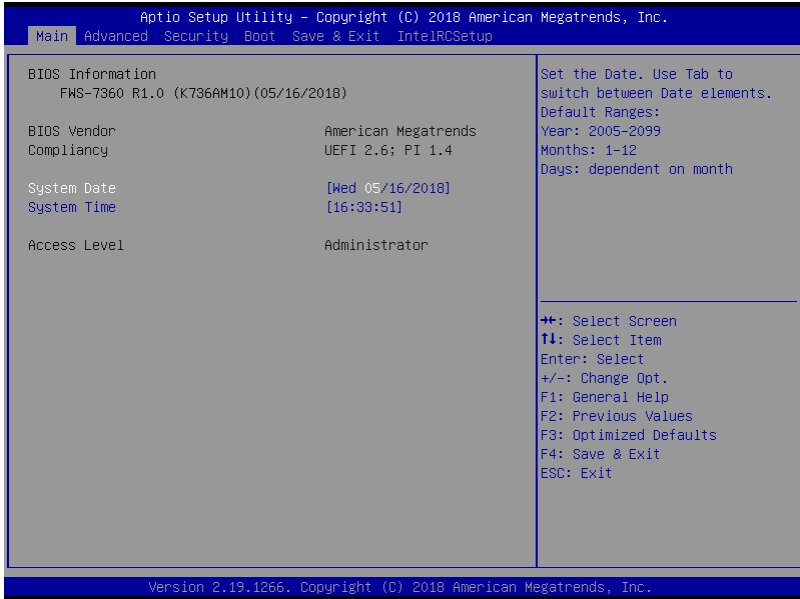 Aptio Setup Utility – Copyright (C) 2018 American Megatrends, Inc.
Main Advanced Security Boot Save & Exit IntelRCSetup
BIOS Information
FWS-7360 R1.0 (K736AM10)(05/16/2018)
BIOS Vendor American Megatrends
Compliancy UEFI 2.6; PI 1.4
System Date [Wed 05/16/2018]
System Time [16:33:51]
Access Level Administrator
Set the Date. Use Tab to
switch between Date elements.
Default Ranges:
Year: 2005-2099
Months: 1-12
Days: dependent on month
→←: Select Screen
↑↓: Select Item
Enter: Select
+/-: Change Opt.
F1: General Help
F2: Previous Values
F3: Optimized Defaults
F4: Save & Exit
ESC: Exit
Version 2.19.1266. Copyright (C) 2018 American Megatrends, Inc.